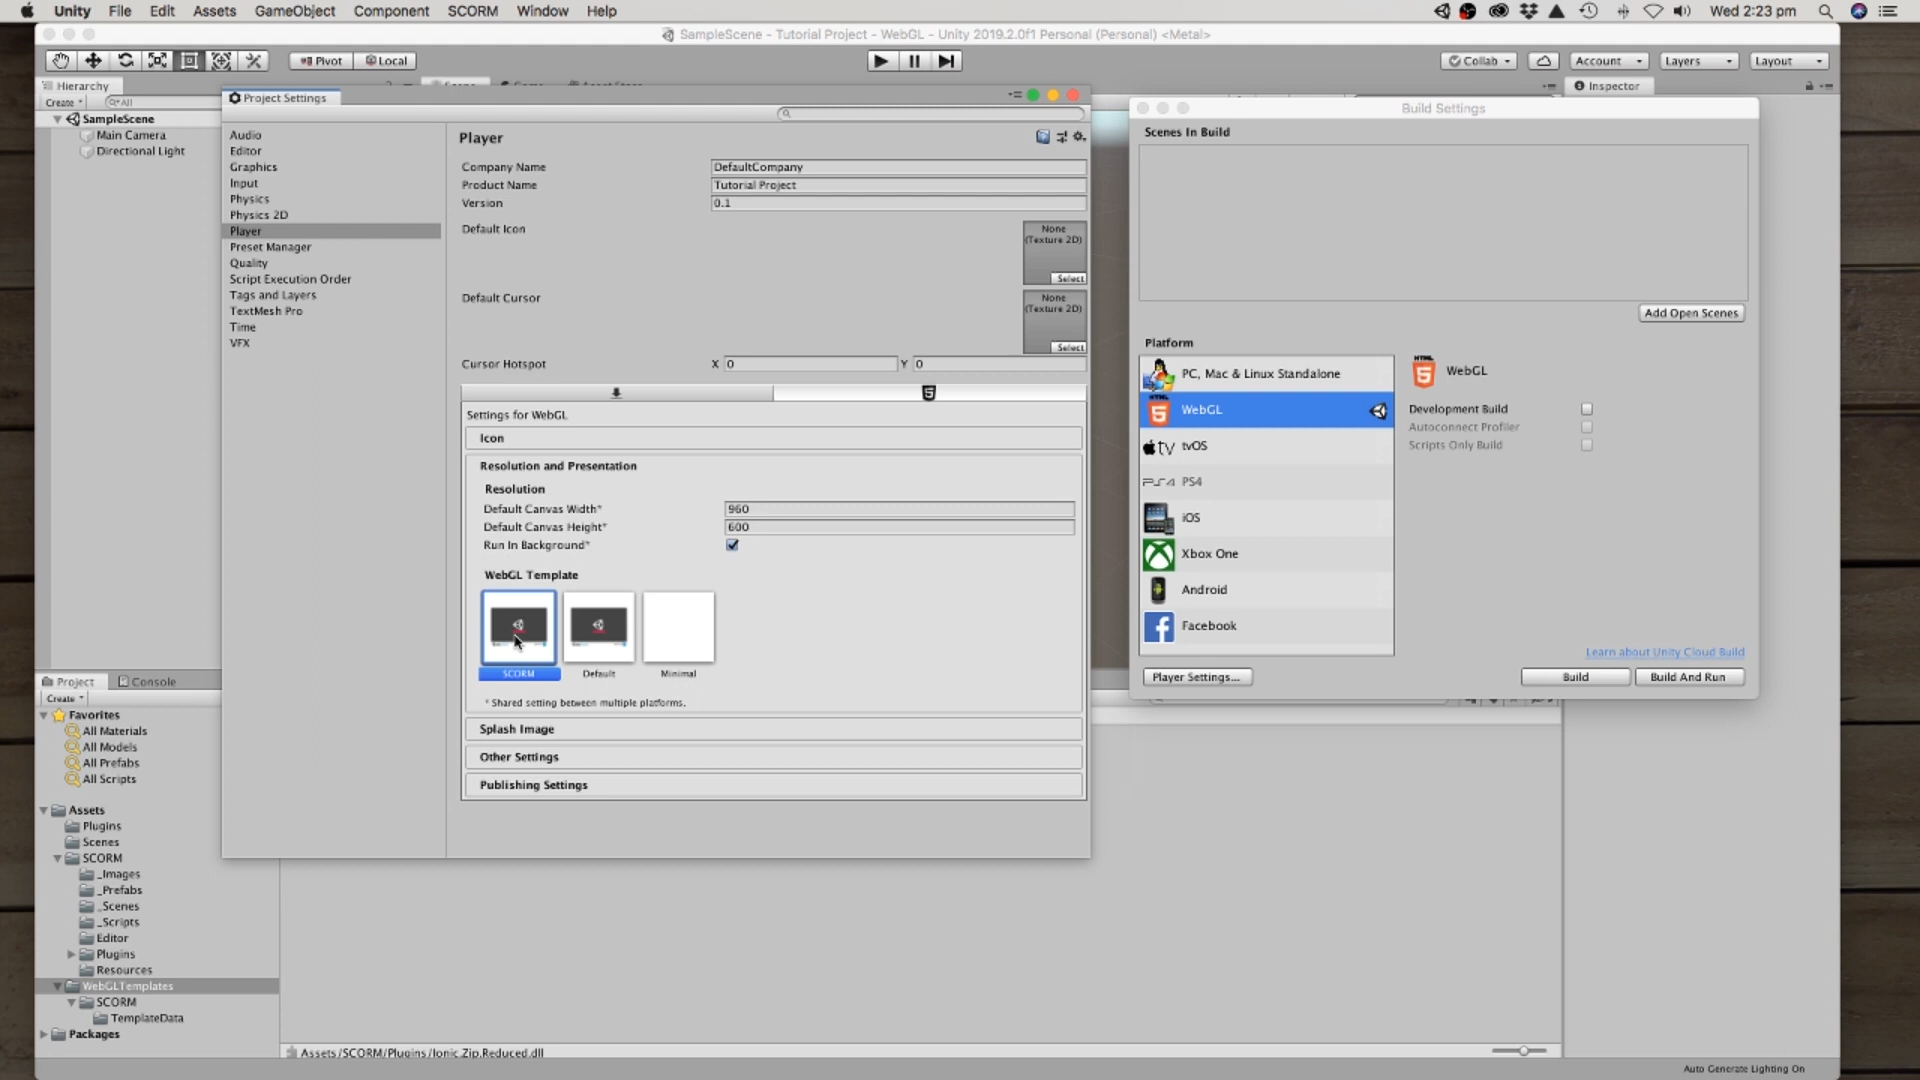 Unity File Edit Assets GameObject Component SCORM Window Help
Wed 2:23 pm
SampleScene - Tutorial Project - WebGL - Unity 2019.2.0f1 Personal (Personal) <Metal>
Pivot Local
Collab Account Layers Layout
Hierarchy
Create All
SampleScene
Main Camera
Directional Light
Inspector
Project Settings
Audio
Editor
Graphics
Input
Physics
Physics 2D
Player
Preset Manager
Quality
Script Execution Order
Tags and Layers
TextMesh Pro
Time
VFX
Player
Company Name DefaultCompany
Product Name Tutorial Project
Version 0.1
Default Icon
None
(Texture 2D)
Select
Default Cursor
None
(Texture 2D)
Select
Cursor Hotspot X 0 Y 0
Settings for WebGL
Icon
Resolution and Presentation
Resolution
Default Canvas Width* 960
Default Canvas Height* 600
Run In Background*
WebGL Template
SCORM Default Minimal
* Shared setting between multiple platforms.
Splash Image
Other Settings
Publishing Settings
Build Settings
Scenes In Build
Add Open Scenes
Platform
PC, Mac & Linux Standalone
WebGL
tvOS
PS4
iOS
Xbox One
Android
Facebook
WebGL
Development Build
Autoconnect Profiler
Scripts Only Build
Learn about Unity Cloud Build
Player Settings... Build Build And Run
Project Console
Create
Favorites
All Materials
All Models
All Prefabs
All Scripts
Assets
Plugins
Scenes
SCORM
_Images
_Prefabs
_Scenes
_Scripts
Editor
Plugins
Resources
WebGLTemplates
SCORM
TemplateData
Packages
Assets/SCORM/Plugins/Ionic.Zip.Reduced.dll
Auto Generate Lighting On